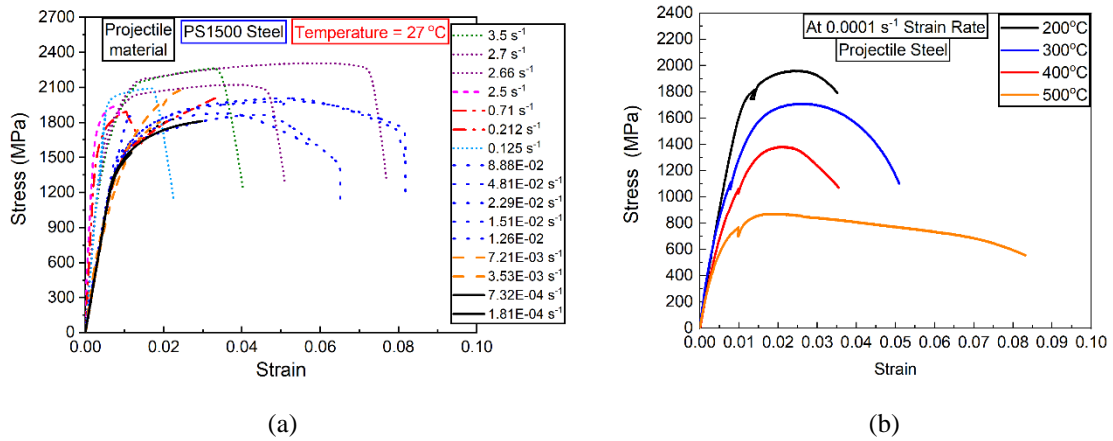 Projectile
material
PS1500 Steel
Temperature = 27 °C
2700
2400
2100
1800
1500
1200
900
600
300
0
Stress (MPa)
0.00 0.02 0.04 0.06 0.08 0.10
Strain
3.5 s⁻¹
2.7 s⁻¹
2.66 s⁻¹
2.5 s⁻¹
0.71 s⁻¹
0.212 s⁻¹
0.125 s⁻¹
8.88E-02
4.81E-02 s⁻¹
2.29E-02 s⁻¹
1.51E-02 s⁻¹
1.26E-02
7.21E-03 s⁻¹
3.53E-03 s⁻¹
7.32E-04 s⁻¹
1.81E-04 s⁻¹
(a)
At 0.0001 s⁻¹ Strain Rate
Projectile Steel
200°C
300°C
400°C
500°C
2200
2000
1800
1600
1400
1200
1000
800
600
400
200
0
Stress (MPa)
0.00 0.01 0.02 0.03 0.04 0.05 0.06 0.07 0.08 0.09 0.10
Strain
(b)